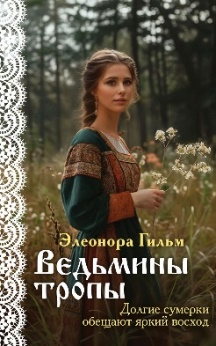 Элеонора Гильм
Ведьмины
тропы
Долгие сумерки
обещают яркий восход